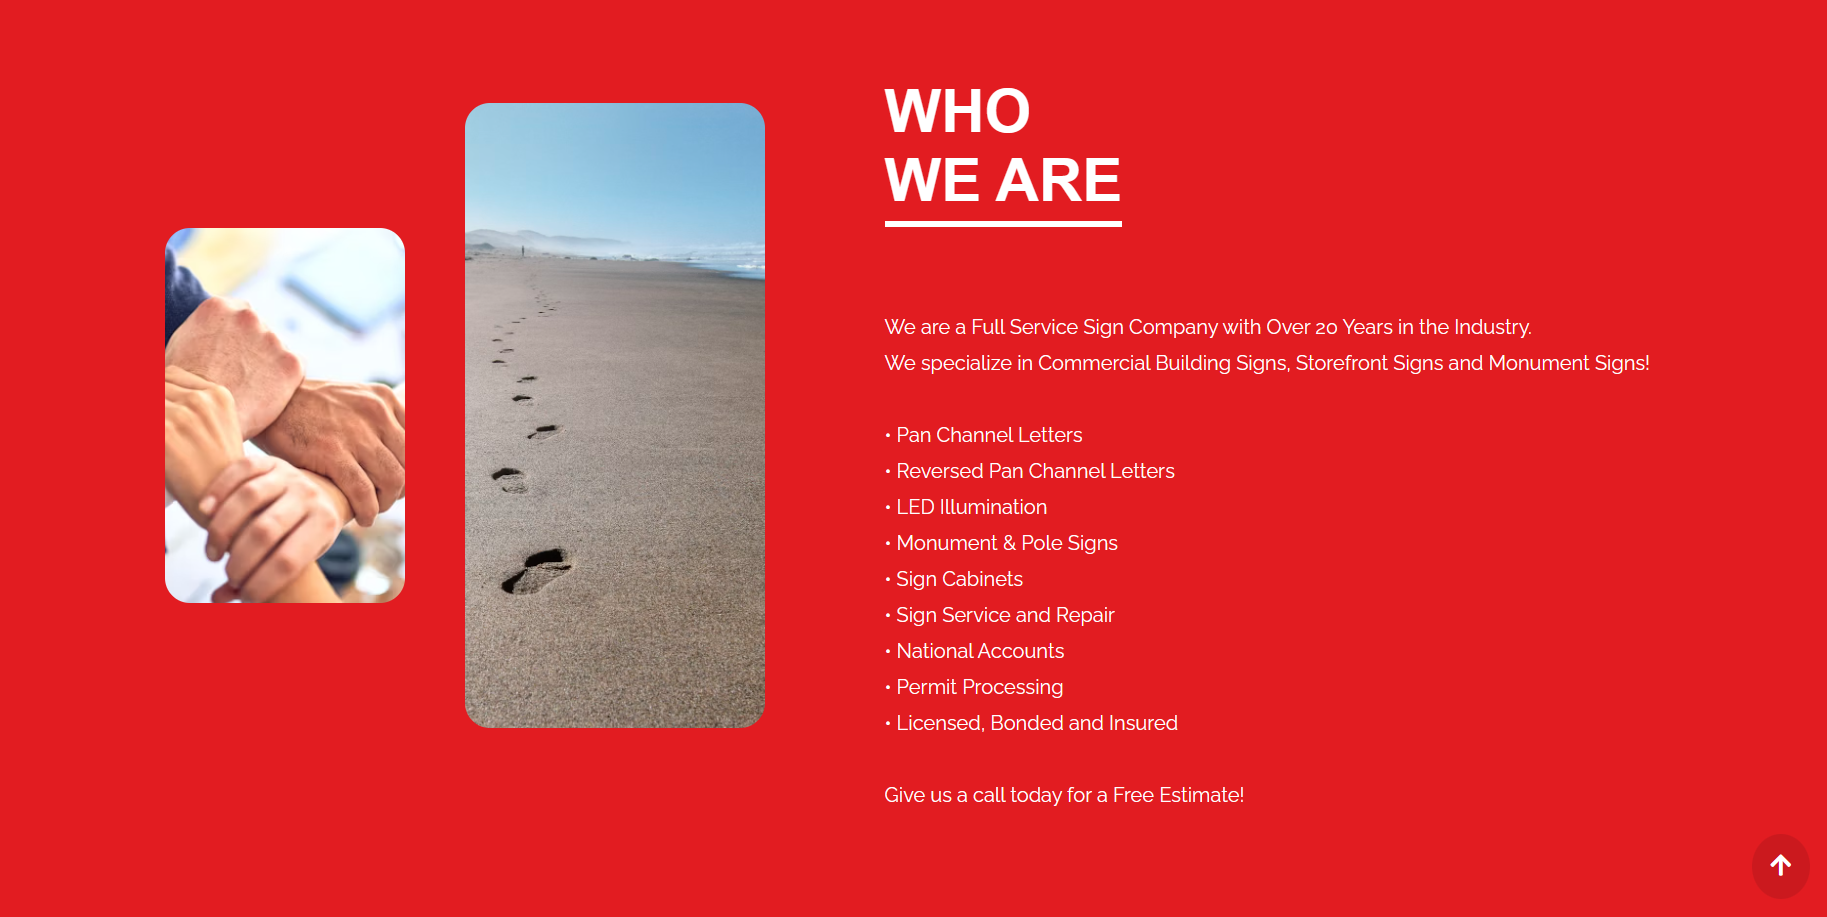 WHO
WE ARE
We are a Full Service Sign Company with Over 20 Years in the Industry.
We specialize in Commercial Building Signs, Storefront Signs and Monument Signs!
• Pan Channel Letters
• Reversed Pan Channel Letters
• LED Illumination
• Monument & Pole Signs
• Sign Cabinets
• Sign Service and Repair
• National Accounts
• Permit Processing
• Licensed, Bonded and Insured
Give us a call today for a Free Estimate!